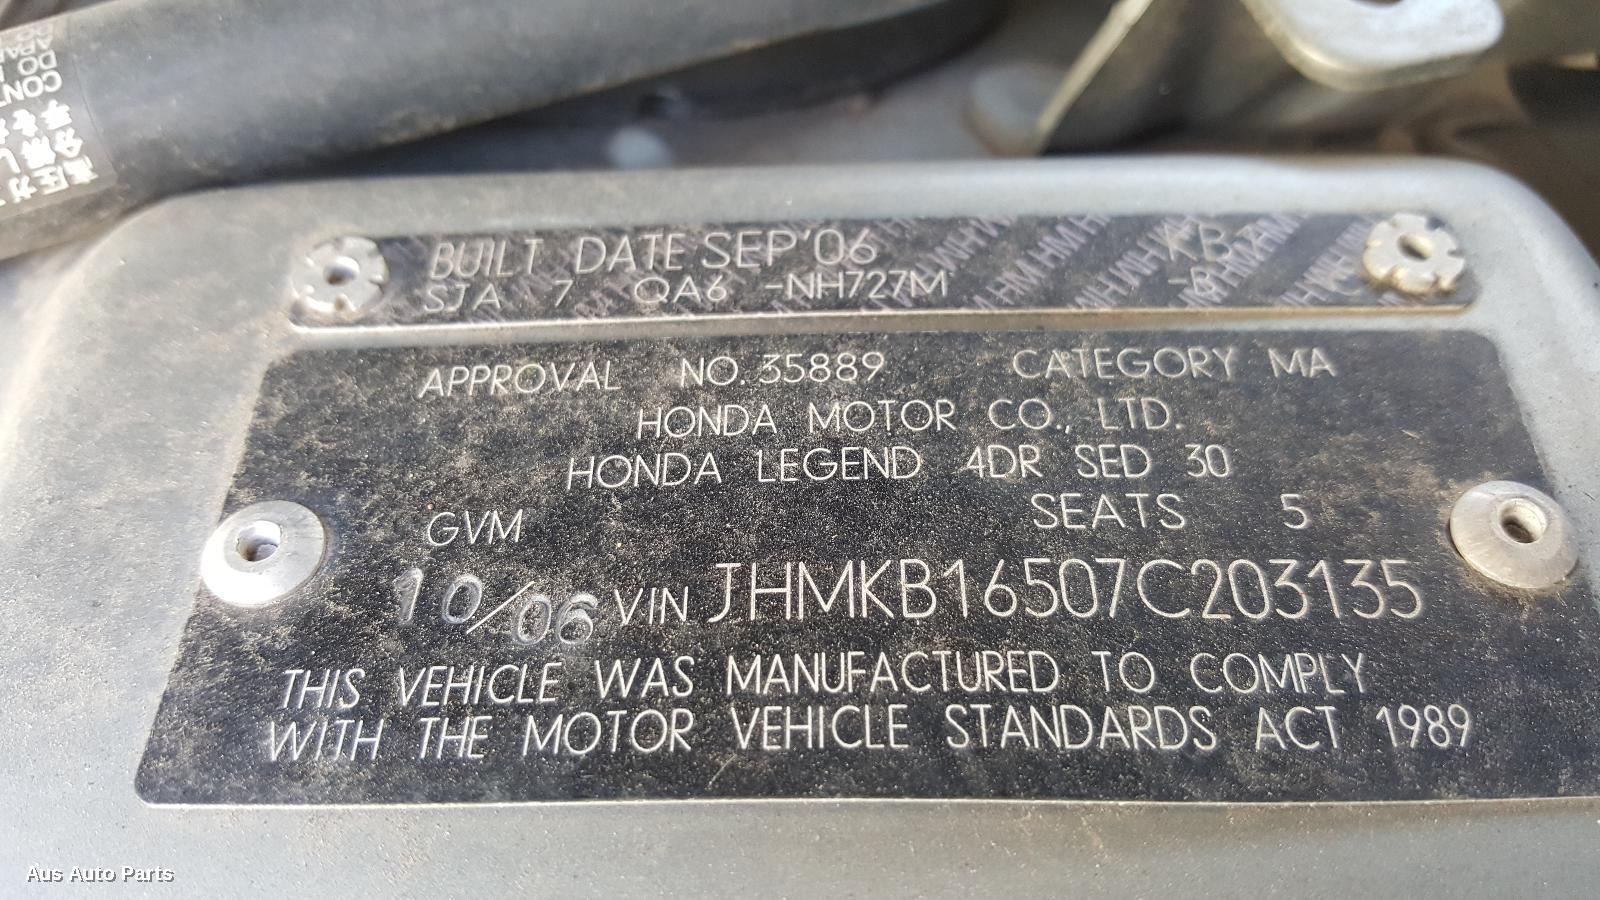 BUILT DATE SEP'06 KB
SJA 7 QA6 -NH727M -B
APPROVAL NO. 35889 CATEGORY MA
HONDA MOTOR CO., LTD.
HONDA LEGEND 4DR SED 30
GVM SEATS 5
10/06 VIN JHMKB16507C203135
THIS VEHICLE WAS MANUFACTURED TO COMPLY
WITH THE MOTOR VEHICLE STANDARDS ACT 1989
Aus Auto Parts